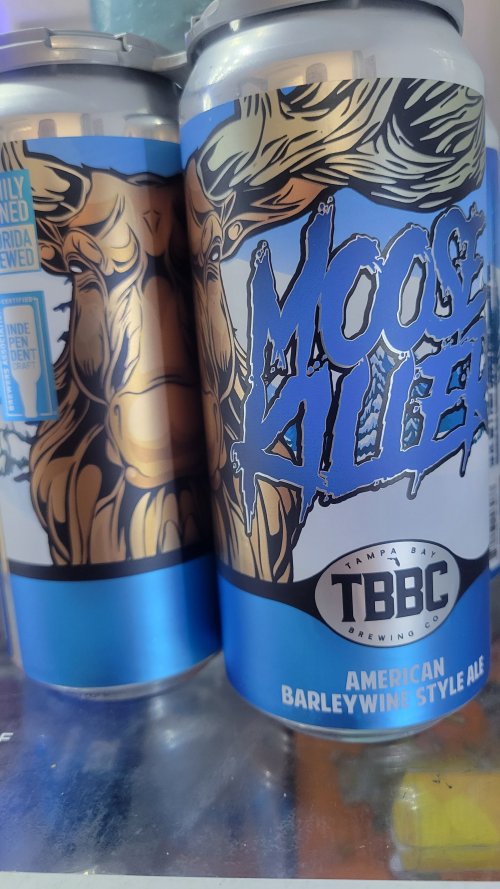 ILY
NED
ORIDA
EWED
CERTIFIED
INDE
PEN
DENT
CRAFT
MOOSE
KILLER
TAMPA BAY
TBBC
BREWING CO
AMERICAN
BARLEYWINE STYLE ALE